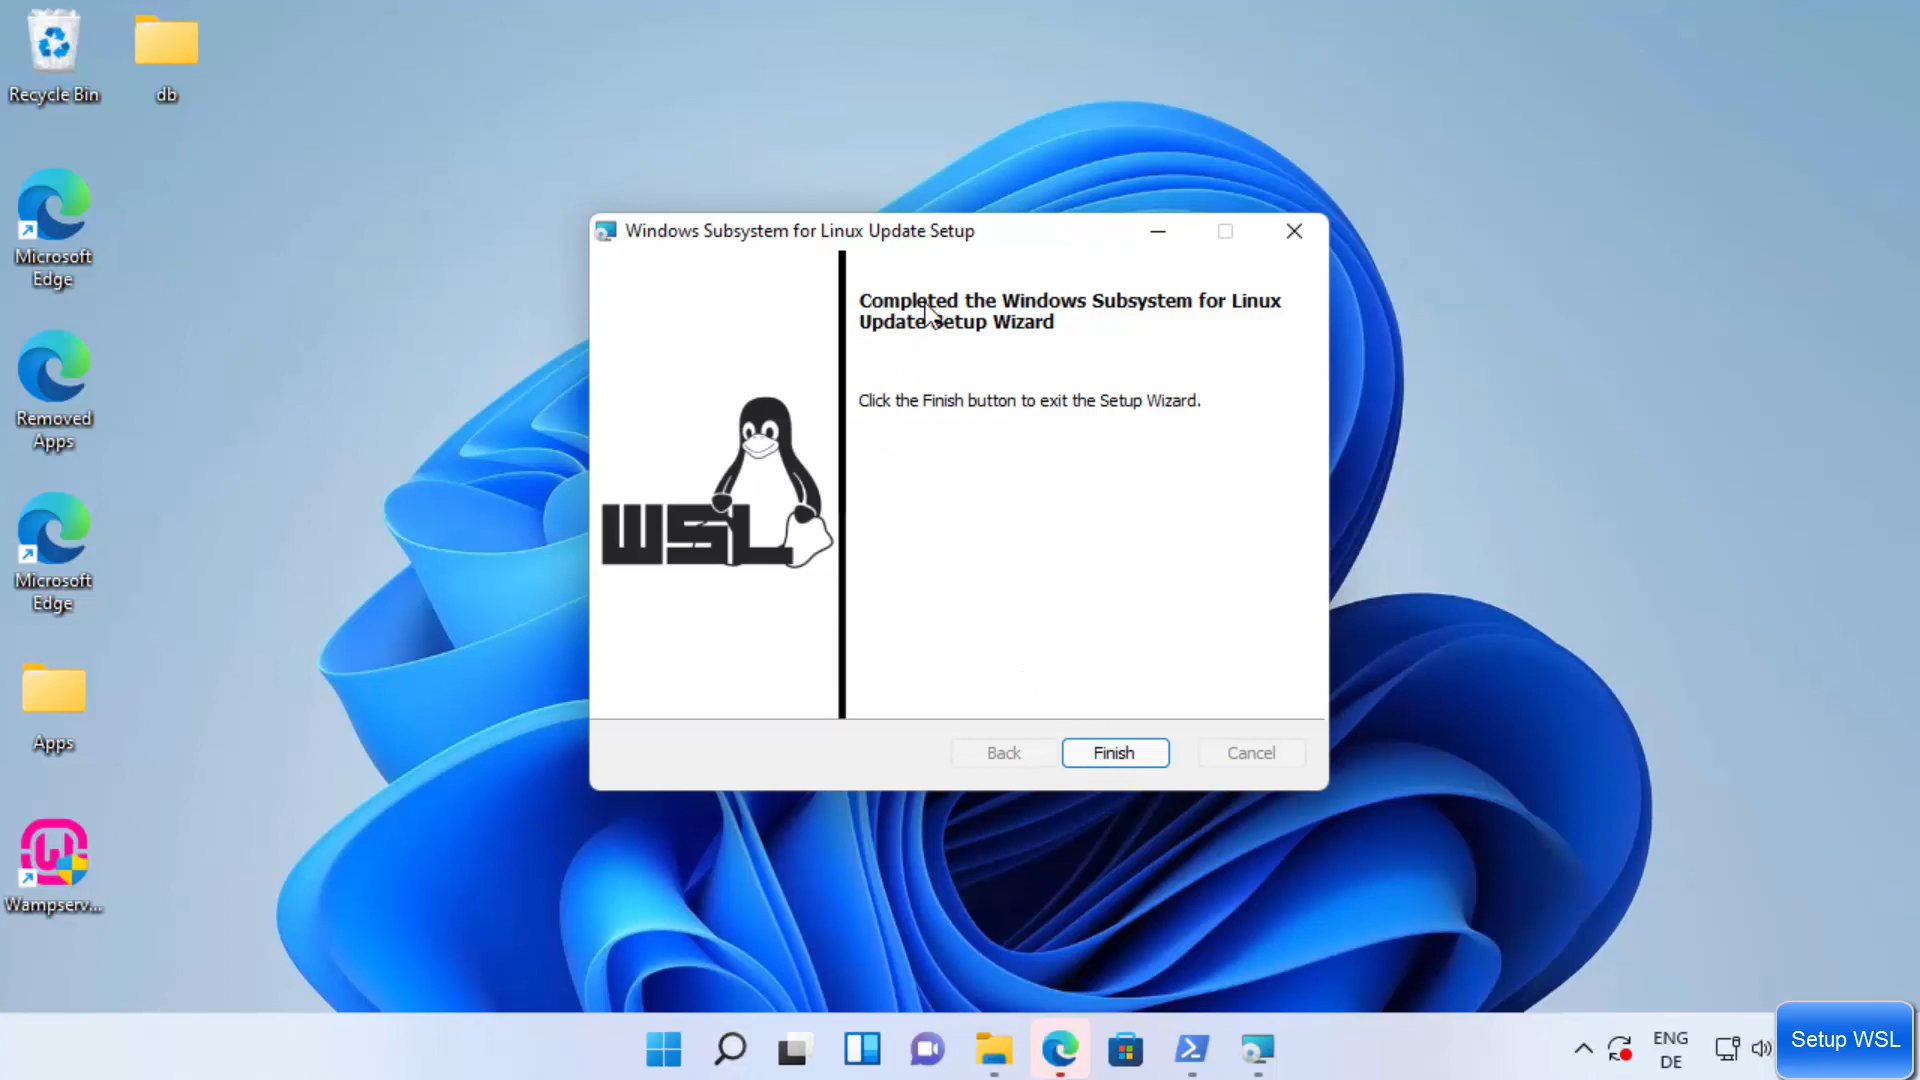 Recycle Bin
db
Microsoft
Edge
Removed
Apps
Microsoft
Edge
Apps
Wampserv...
Windows Subsystem for Linux Update Setup
Completed the Windows Subsystem for Linux
Update Setup Wizard
Click the Finish button to exit the Setup Wizard.
WSL
Back
Finish
Cancel
ENG
DE
Setup WSL